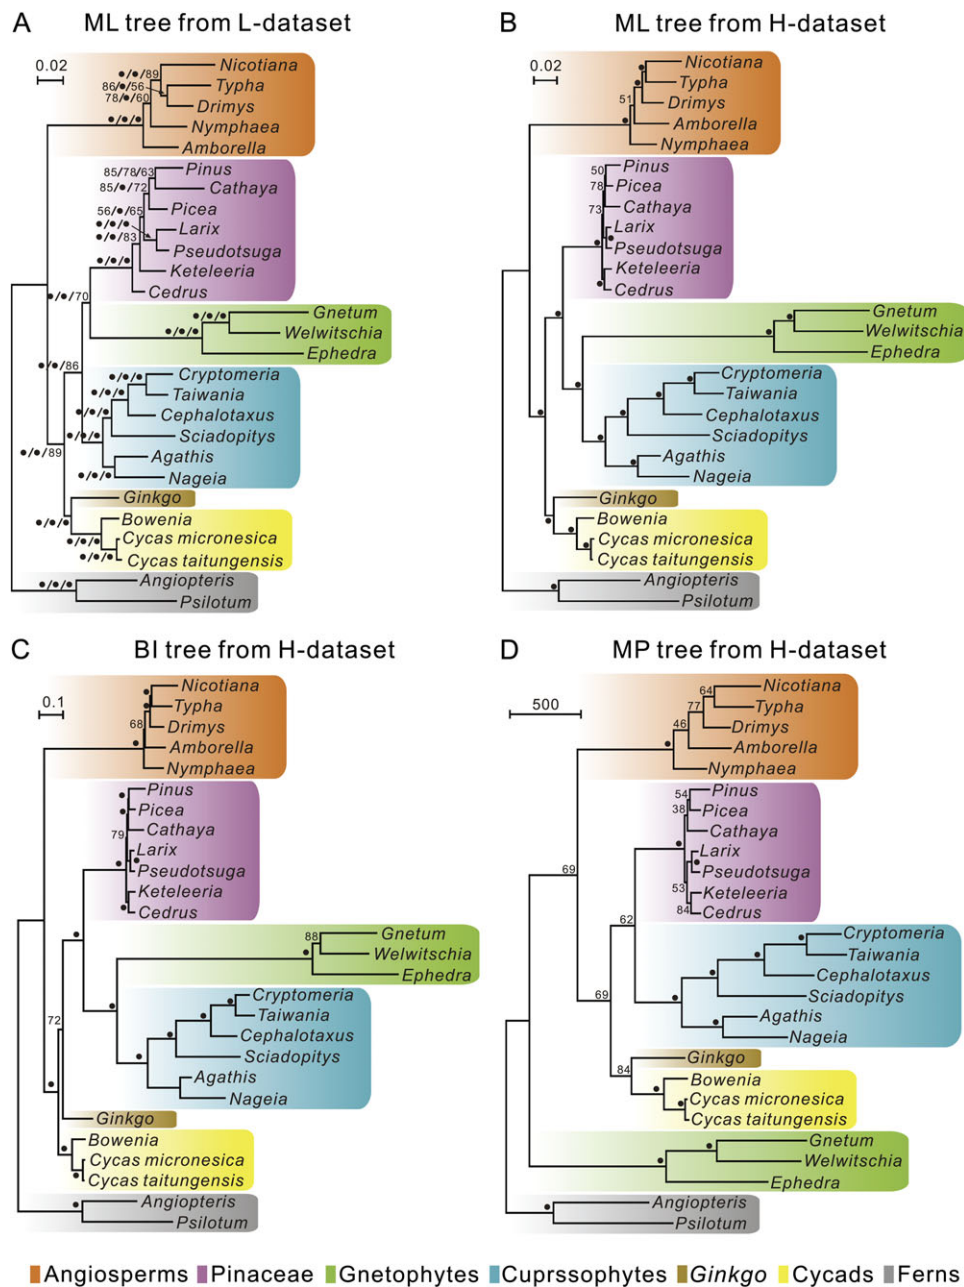 A ML tree from L-dataset
0.02
●/●/89
86/●/56
78/●/60
●/●/●
Nicotiana
Typha
Drimys
Nymphaea
Amborella
85/78/63
85/●/72
56/●/65
●/●/●
●/●/83
●/●/●
Pinus
Cathaya
Picea
Larix
Pseudotsuga
Keteleeria
Cedrus
●/●/70
●/●/●
●/●/●
Gnetum
Welwitschia
Ephedra
●/●/86
●/●/●
●/●/●
●/●/●
●/●/●
●/●/89
●/●/●
Cryptomeria
Taiwania
Cephalotaxus
Sciadopitys
Agathis
Nageia
●/●/●
●/●/●
●/●/●
Ginkgo
Bowenia
Cycas micronesica
Cycas taitungensis
●/●/●
Angiopteris
Psilotum
B ML tree from H-dataset
0.02
51
Nicotiana
Typha
Drimys
Amborella
Nymphaea
50
78
73
Pinus
Picea
Cathaya
Larix
Pseudotsuga
Keteleeria
Cedrus
Gnetum
Welwitschia
Ephedra
Cryptomeria
Taiwania
Cephalotaxus
Sciadopitys
Agathis
Nageia
Ginkgo
Bowenia
Cycas micronesica
Cycas taitungensis
Angiopteris
Psilotum
C BI tree from H-dataset
0.1
68
Nicotiana
Typha
Drimys
Amborella
Nymphaea
79
Pinus
Picea
Cathaya
Larix
Pseudotsuga
Keteleeria
Cedrus
88
Gnetum
Welwitschia
Ephedra
72
Cryptomeria
Taiwania
Cephalotaxus
Sciadopitys
Agathis
Nageia
Ginkgo
Bowenia
Cycas micronesica
Cycas taitungensis
Angiopteris
Psilotum
D MP tree from H-dataset
500
64
77
46
Nicotiana
Typha
Drimys
Amborella
Nymphaea
69
54
38
53
84
Pinus
Picea
Cathaya
Larix
Pseudotsuga
Keteleeria
Cedrus
62
69
Cryptomeria
Taiwania
Cephalotaxus
Sciadopitys
Agathis
Nageia
84
Ginkgo
Bowenia
Cycas micronesica
Cycas taitungensis
Gnetum
Welwitschia
Ephedra
Angiopteris
Psilotum
Angiosperms Pinaceae Gnetophytes Cuprssophytes Ginkgo Cycads Ferns